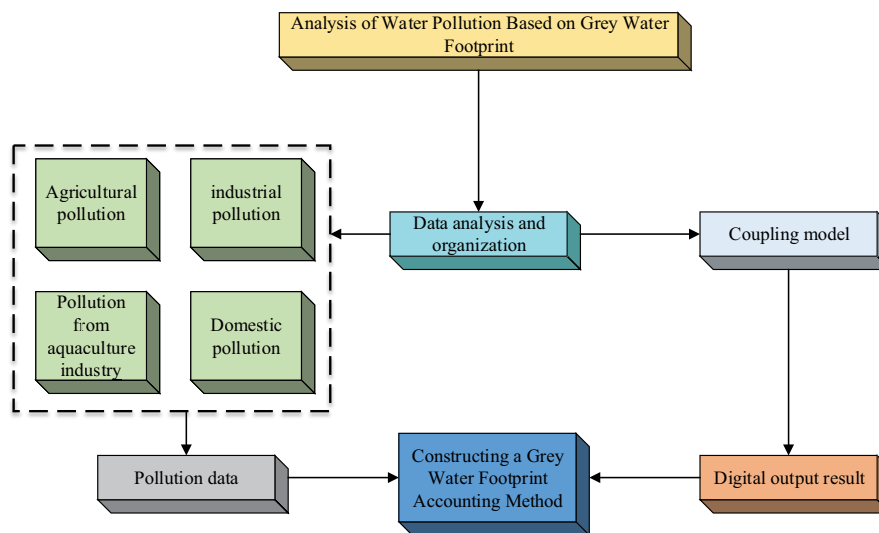 Analysis of Water Pollution Based on Grey Water
Footprint
Agricultural
pollution
industrial
pollution
Data analysis and
organization
Coupling model
Pollution
from
aquaculture
industry
Domestic
pollution
Pollution data
Constructing a Grey
Water Footprint
Accounting Method
Digital output result